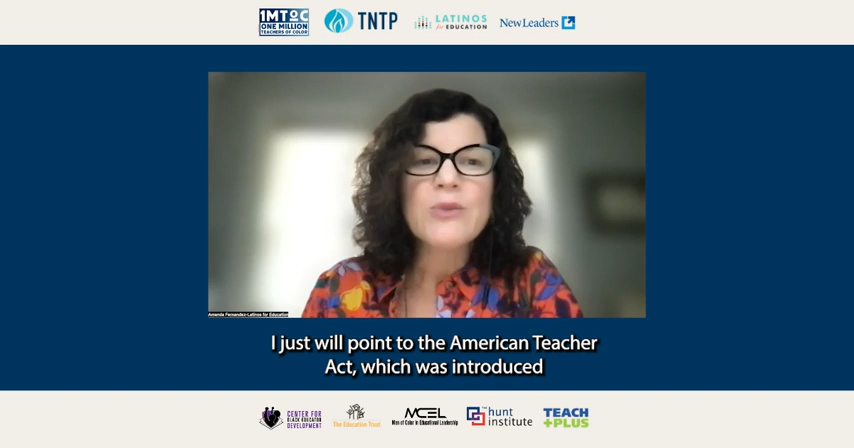 1MToC
ONE MILLION
TEACHERS OF COLOR
TNTP
LATINOS
for EDUCATION
NewLeaders
Amanda Fernandez-Latinos for Education
I just will point to the American Teacher
Act, which was introduced
CENTER FOR
BLACK EDUCATOR
DEVELOPMENT
The Education Trust
MCEL
Men of Color in Educational Leadership
THE hunt
institute
TEACH
+PLUS